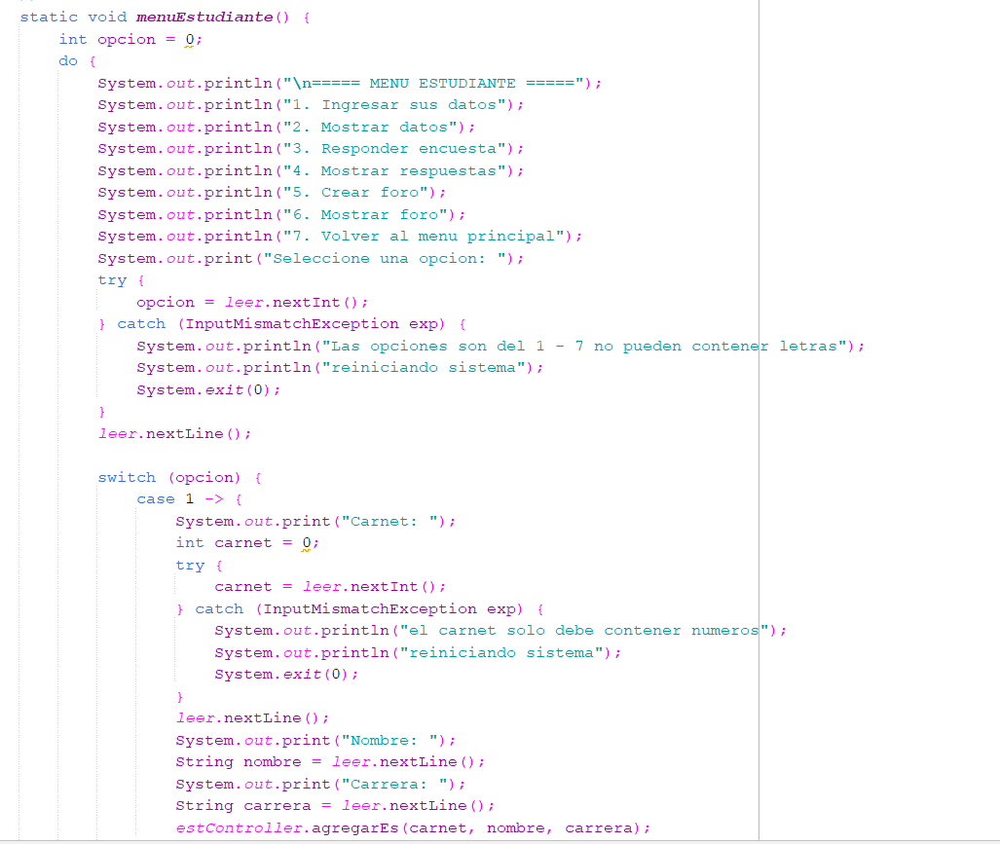 static void menuEstudiante() {
    int opcion = 0;
    do {
        System.out.println("\n===== MENU ESTUDIANTE =====");
        System.out.println("1. Ingresar sus datos");
        System.out.println("2. Mostrar datos");
        System.out.println("3. Responder encuesta");
        System.out.println("4. Mostrar respuestas");
        System.out.println("5. Crear foro");
        System.out.println("6. Mostrar foro");
        System.out.println("7. Volver al menu principal");
        System.out.print("Seleccione una opcion: ");
        try {
            opcion = leer.nextInt();
        } catch (InputMismatchException exp) {
            System.out.println("Las opciones son del 1 - 7 no pueden contener letras");
            System.out.println("reiniciando sistema");
            System.exit(0);
        }
        leer.nextLine();

        switch (opcion) {
            case 1 -> {
                System.out.print("Carnet: ");
                int carnet = 0;
                try {
                    carnet = leer.nextInt();
                } catch (InputMismatchException exp) {
                    System.out.println("el carnet solo debe contener numeros");
                    System.out.println("reiniciando sistema");
                    System.exit(0);
                }
                leer.nextLine();
                System.out.print("Nombre: ");
                String nombre = leer.nextLine();
                System.out.print("Carrera: ");
                String carrera = leer.nextLine();
                estController.agregarEs(carnet, nombre, carrera);